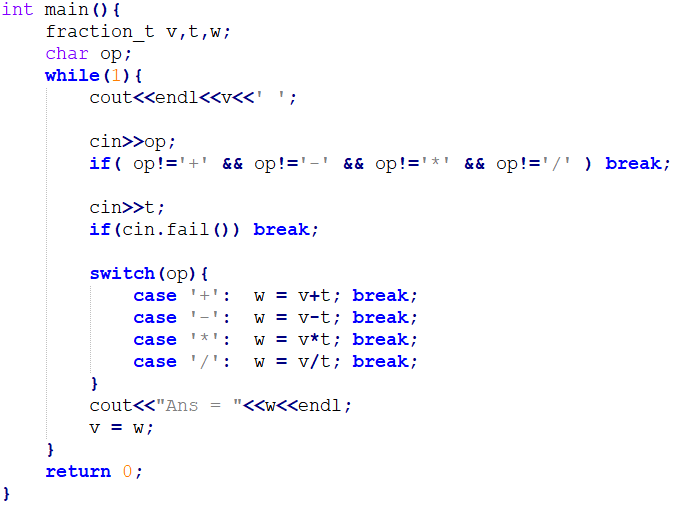 int main(){
    fraction_t v,t,w;
    char op;
    while(1){
        cout<<endl<<v<<' ';
        cin>>op;
        if( op!='+' && op!='-' && op!='*' && op!='/' ) break;
        cin>>t;
        if(cin.fail()) break;
        switch(op){
            case '+':  w = v+t; break;
            case '-':  w = v-t; break;
            case '*':  w = v*t; break;
            case '/':  w = v/t; break;
        }
        cout<<"Ans = "<<w<<endl;
        v = w;
    }
    return 0;
}